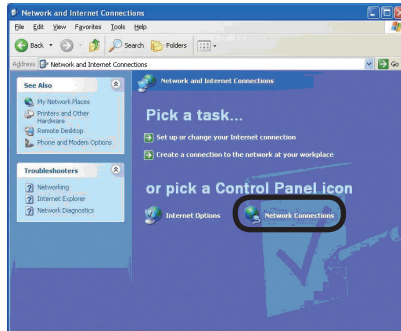 Network and Internet Connections
File Edit View Favorites Tools Help
Back Search Folders
Address Network and Internet Connections Go
See Also
My Network Places
Printers and Other
Hardware
Remote Desktop
Phone and Modem Options
Troubleshooters
Networking
Internet Explorer
Network Diagnostics
Network and Internet Connections
Pick a task...
Set up or change your Internet connection
Create a connection to the network at your workplace
or pick a Control Panel icon
Internet Options Network Connections